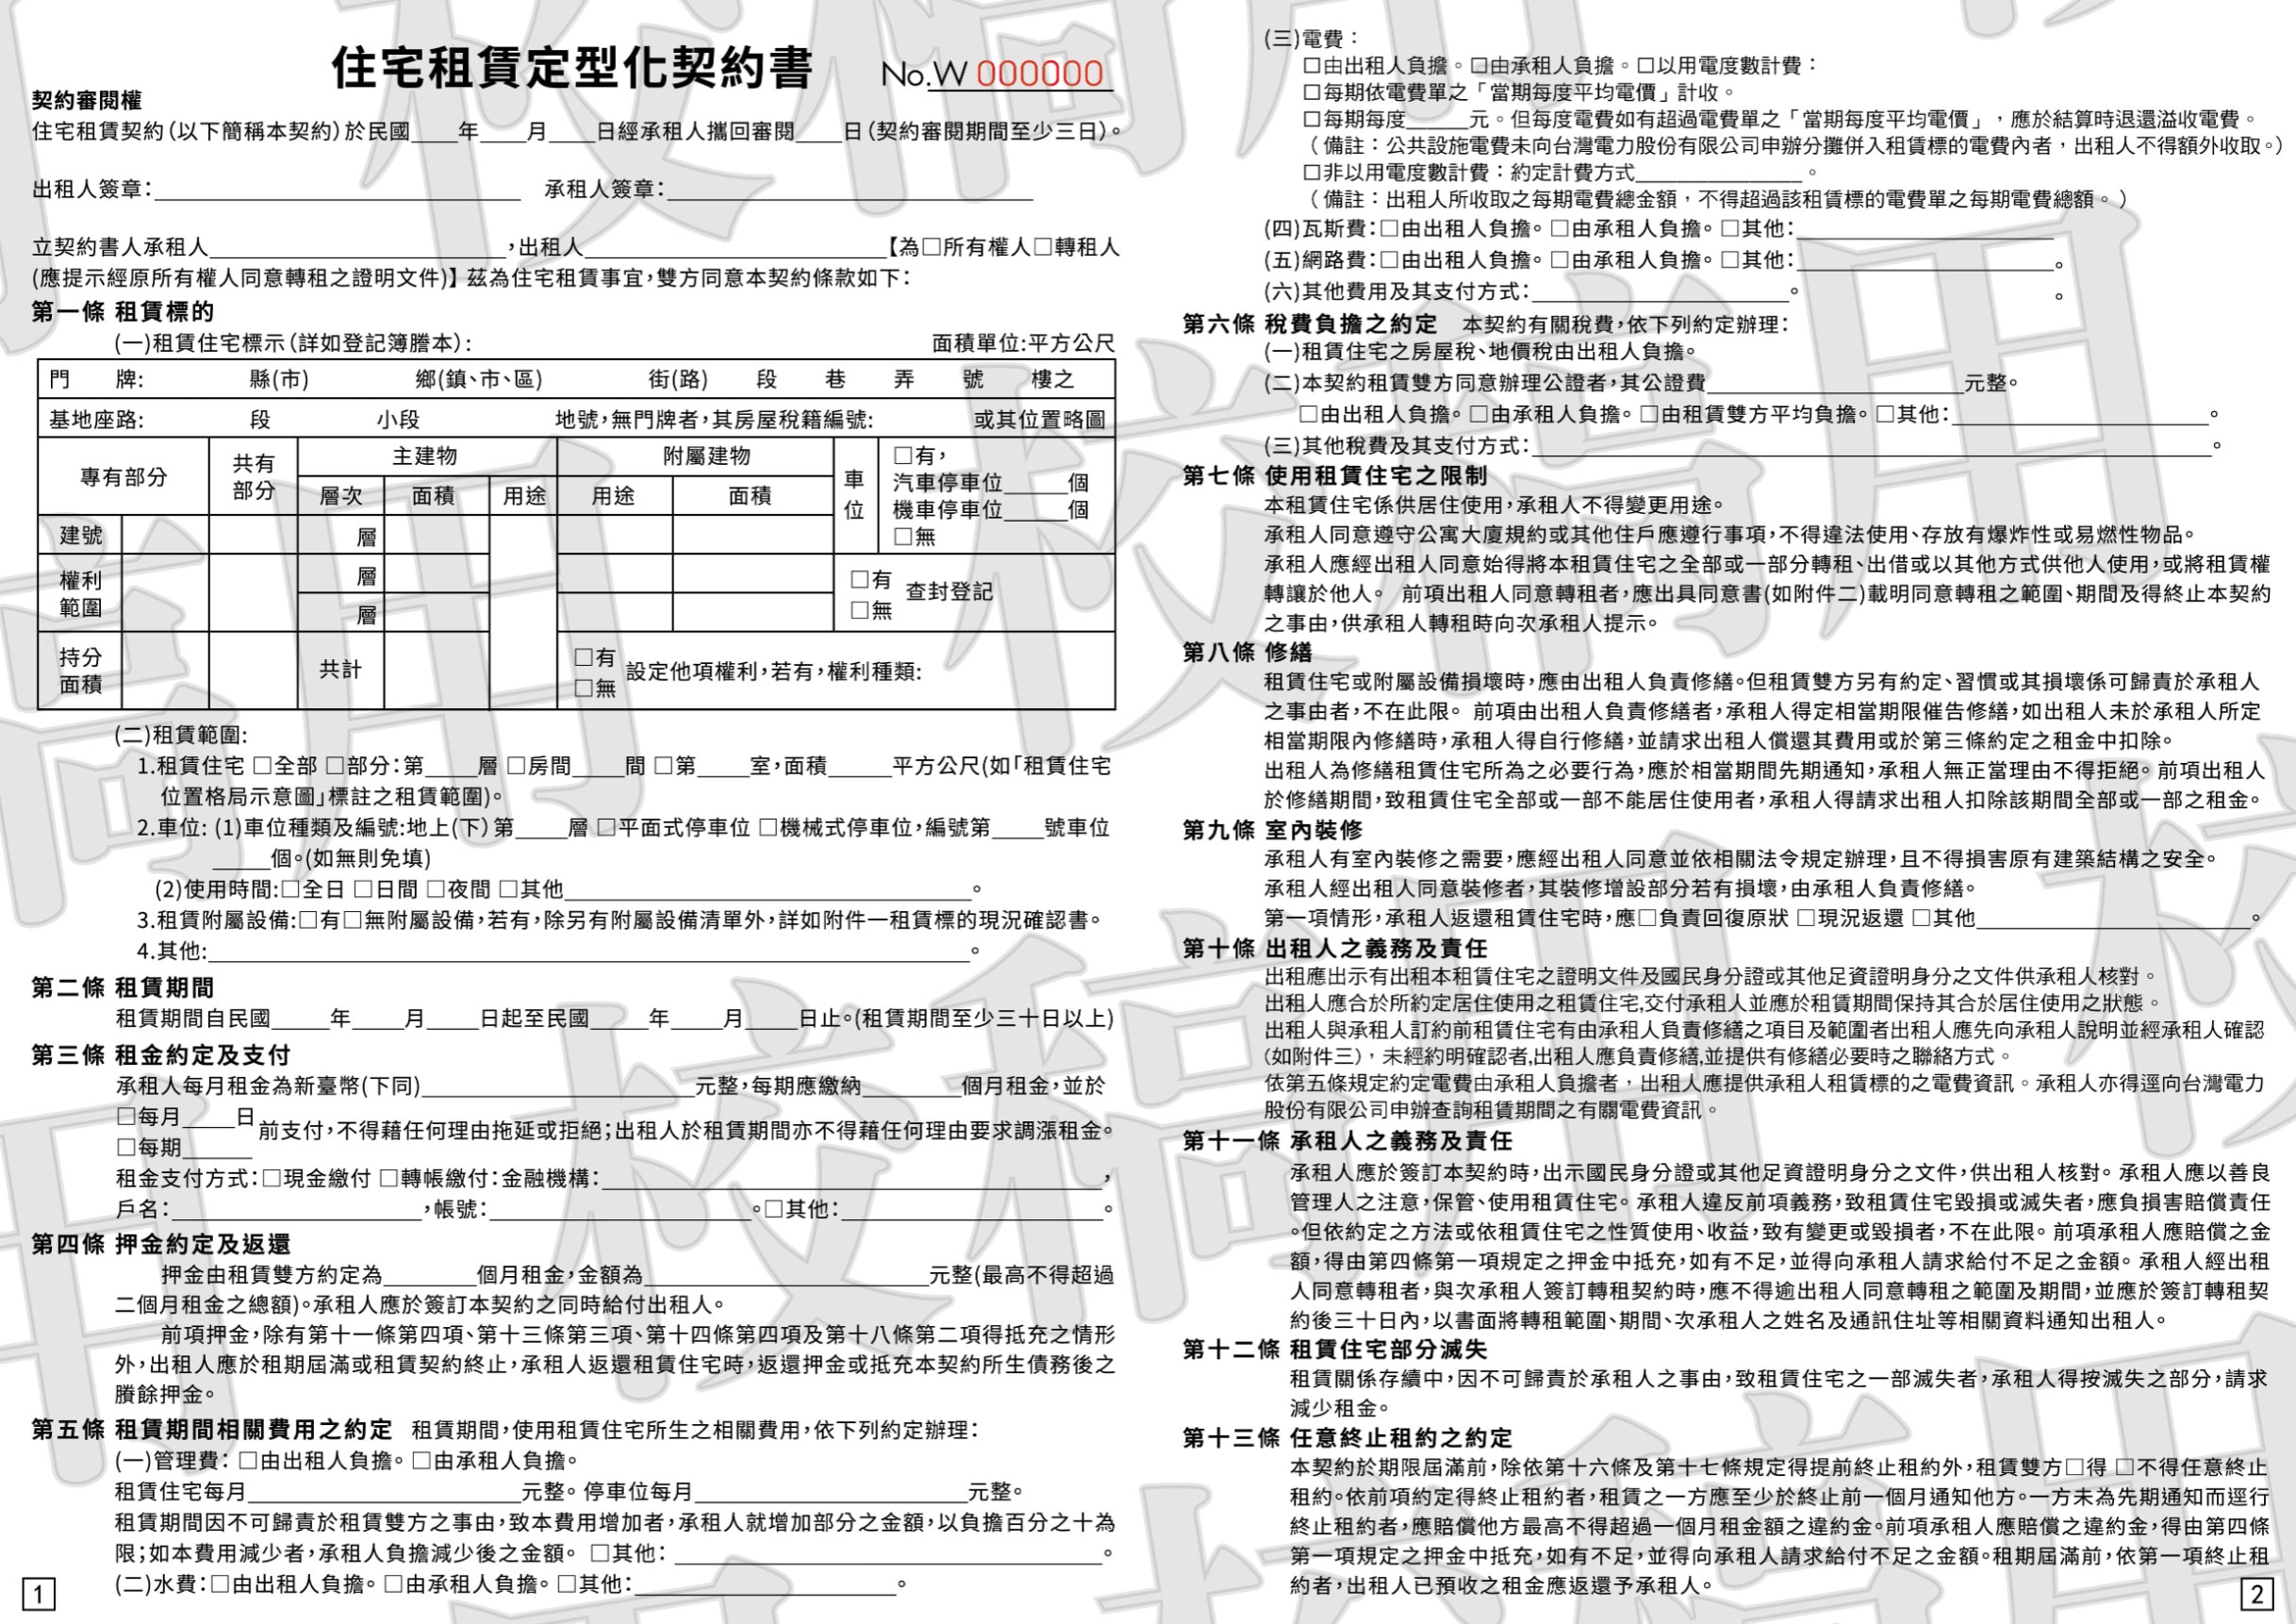 住宅租賃定型化契約書 No.W 000000
契約審閱權
住宅租賃契約(以下簡稱本契約)於民國____年____月____日經承租人攜回審閱____日(契約審閱期間至少三日)。
出租人簽章:________________ 承租人簽章:________________
立契約書人承租人________________,出租人________________【為□所有權人□轉租人
(應提示經原所有權人同意轉租之證明文件)】茲為住宅租賃事宜,雙方同意本契約條款如下:
第一條 租賃標的
(一)租賃住宅標示(詳如登記簿謄本): 面積單位:平方公尺
門 牌: 縣(市) 鄉(鎮、市、區) 街(路) 段 巷 弄 號 樓之
基地座路: 段 小段 地號,無門牌者,其房屋稅籍編號: 或其位置略圖
專有部分 共有部分 主建物 附屬建物 車位 □有,
汽車停車位______個
層次 面積 用途 用途 面積 機車停車位______個
□無
建號 層
權利範圍 層 □有 □無 查封登記
層
持分面積 共計 □有 □無 設定他項權利,若有,權利種類:
(二)租賃範圍:
1.租賃住宅 □全部 □部分:第____層 □房間____間 □第____室,面積_____平方公尺(如「租賃住宅
位置格局示意圖」標註之租賃範圍)。
2.車位: (1)車位種類及編號:地上(下)第____層 □平面式停車位 □機械式停車位,編號第____號車位
____個。(如無則免填)
(2)使用時間:□全日 □日間 □夜間 □其他________________。
3.租賃附屬設備:□有□無附屬設備,若有,除另有附屬設備清單外,詳如附件一租賃標的現況確認書。
4.其他:________________。
第二條 租賃期間
租賃期間自民國____年____月____日起至民國____年____月____日止。(租賃期間至少三十日以上)
第三條 租金約定及支付
承租人每月租金為新臺幣(下同)________________元整,每期應繳納______個月租金,並於
□每月____日
□每期_____ 前支付,不得藉任何理由拖延或拒絕;出租人於租賃期間亦不得藉任何理由要求調漲租金。
租金支付方式:□現金繳付 □轉帳繳付:金融機構:________________,
戶名:________________,帳號:________________。□其他:________________。
第四條 押金約定及返還
押金由租賃雙方約定為_______個月租金,金額為________________元整(最高不得超過
二個月租金之總額)。承租人應於簽訂本契約之同時給付出租人。
前項押金,除有第十一條第四項、第十三條第三項、第十四條第四項及第十八條第二項得抵充之情形
外,出租人應於租期屆滿或租賃契約終止,承租人返還租賃住宅時,返還押金或抵充本契約所生債務後之
賸餘押金。
第五條 租賃期間相關費用之約定 租賃期間,使用租賃住宅所生之相關費用,依下列約定辦理:
(一)管理費: □由出租人負擔。□由承租人負擔。
租賃住宅每月________________元整。停車位每月________________元整。
租賃期間因不可歸責於租賃雙方之事由,致本費用增加者,承租人就增加部分之金額,以負擔百分之十為
限;如本費用減少者,承租人負擔減少後之金額。 □其他:________________。
(二)水費:□由出租人負擔。□由承租人負擔。□其他:________________。
1
(三)電費:
□由出租人負擔。□由承租人負擔。□以用電度數計費:
□每期依電費單之「當期每度平均電價」計收。
□每期每度______元。但每度電費如有超過電費單之「當期每度平均電價」,應於結算時退還溢收電費。
(備註:公共設施電費未向台灣電力股份有限公司申辦分攤併入租賃標的電費內者,出租人不得額外收取。)
□非以用電度數計費:約定計費方式________________。
(備註:出租人所收取之每期電費總金額,不得超過該租賃標的電費單之每期電費總額。)
(四)瓦斯費:□由出租人負擔。□由承租人負擔。□其他:________________
(五)網路費:□由出租人負擔。□由承租人負擔。□其他:________________。
(六)其他費用及其支付方式:________________。 。
第六條 稅費負擔之約定 本契約有關稅費,依下列約定辦理:
(一)租賃住宅之房屋稅、地價稅由出租人負擔。
(二)本契約租賃雙方同意辦理公證者,其公證費________________元整。
□由出租人負擔。□由承租人負擔。□由租賃雙方平均負擔。□其他:________________。
(三)其他稅費及其支付方式:________________。
第七條 使用租賃住宅之限制
本租賃住宅係供居住使用,承租人不得變更用途。
承租人同意遵守公寓大廈規約或其他住戶應遵行事項,不得違法使用、存放有爆炸性或易燃性物品。
承租人應經出租人同意始得將本租賃住宅之全部或一部分轉租、出借或以其他方式供他人使用,或將租賃權
轉讓於他人。 前項出租人同意轉租者,應出具同意書(如附件二)載明同意轉租之範圍、期間及得終止本契約
之事由,供承租人轉租時向次承租人提示。
第八條 修繕
租賃住宅或附屬設備損壞時,應由出租人負責修繕。但租賃雙方另有約定、習慣或其損壞係可歸責於承租人
之事由者,不在此限。 前項由出租人負責修繕者,承租人得定相當期限催告修繕,如出租人未於承租人所定
相當期限內修繕時,承租人得自行修繕,並請求出租人償還其費用或於第三條約定之租金中扣除。
出租人為修繕租賃住宅所為之必要行為,應於相當期間先期通知,承租人無正當理由不得拒絕。前項出租人
於修繕期間,致租賃住宅全部或一部不能居住使用者,承租人得請求出租人扣除該期間全部或一部之租金。
第九條 室內裝修
承租人有室內裝修之需要,應經出租人同意並依相關法令規定辦理,且不得損害原有建築結構之安全。
承租人經出租人同意裝修者,其裝修增設部分若有損壞,由承租人負責修繕。
第一項情形,承租人返還租賃住宅時,應□負責回復原狀 □現況返還 □其他________________。
第十條 出租人之義務及責任
出租應出示有出租本租賃住宅之證明文件及國民身分證或其他足資證明身分之文件供承租人核對。
出租人應合於所約定居住使用之租賃住宅,交付承租人並應於租賃期間保持其合於居住使用之狀態。
出租人與承租人訂約前租賃住宅有由承租人負責修繕之項目及範圍者出租人應先向承租人說明並經承租人確認
(如附件三),未經約明確認者,出租人應負責修繕,並提供有修繕必要時之聯絡方式。
依第五條規定約定電費由承租人負擔者,出租人應提供承租人租賃標的之電費資訊。承租人亦得逕向台灣電力
股份有限公司申辦查詢租賃期間之有關電費資訊。
第十一條 承租人之義務及責任
承租人應於簽訂本契約時,出示國民身分證或其他足資證明身分之文件,供出租人核對。承租人應以善良
管理人之注意,保管、使用租賃住宅。承租人違反前項義務,致租賃住宅毀損或滅失者,應負損害賠償責任
。但依約定之方法或依租賃住宅之性質使用、收益,致有變更或毀損者,不在此限。前項承租人應賠償之金
額,得由第四條第一項規定之押金中抵充,如有不足,並得向承租人請求給付不足之金額。承租人經出租
人同意轉租者,與次承租人簽訂轉租契約時,應不得逾出租人同意轉租之範圍及期間,並應於簽訂轉租契
約後三十日內,以書面將轉租範圍、期間、次承租人之姓名及通訊住址等相關資料通知出租人。
第十二條 租賃住宅部分滅失
租賃關係存續中,因不可歸責於承租人之事由,致租賃住宅之一部滅失者,承租人得按滅失之部分,請求
減少租金。
第十三條 任意終止租約之約定
本契約於期限屆滿前,除依第十六條及第十七條規定得提前終止租約外,租賃雙方□得 □不得任意終止
租約。依前項約定得終止租約者,租賃之一方應至少於終止前一個月通知他方。一方未為先期通知而逕行
終止租約者,應賠償他方最高不得超過一個月租金額之違約金。前項承租人應賠償之違約金,得由第四條
第一項規定之押金中抵充,如有不足,並得向承租人請求給付不足之金額。租期屆滿前,依第一項終止租
約者,出租人已預收之租金應返還予承租人。
2
校稿用